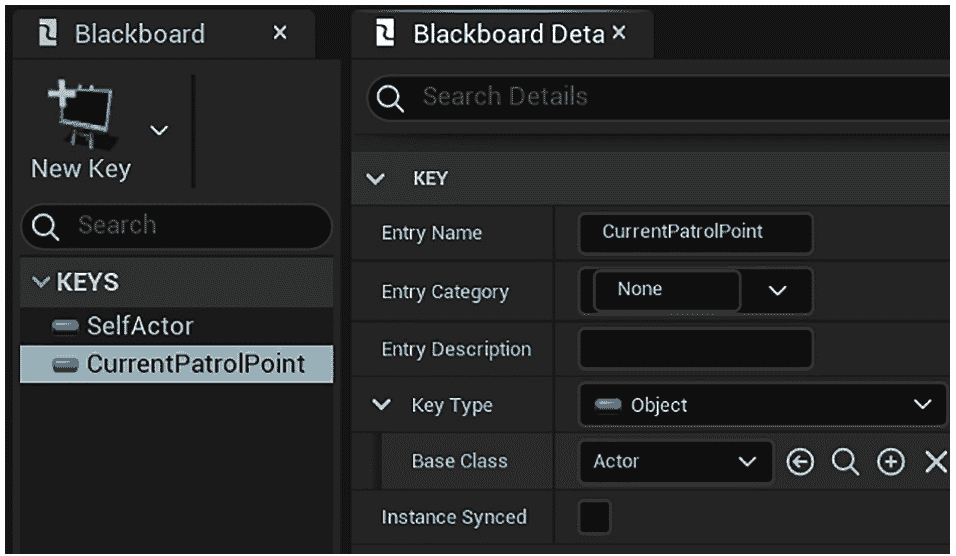 Blackboard
Blackboard Deta
New Key
Search
KEYS
SelfActor
CurrentPatrolPoint
Search Details
KEY
Entry Name
CurrentPatrolPoint
Entry Category
None
Entry Description
Key Type
Object
Base Class
Actor
Instance Synced